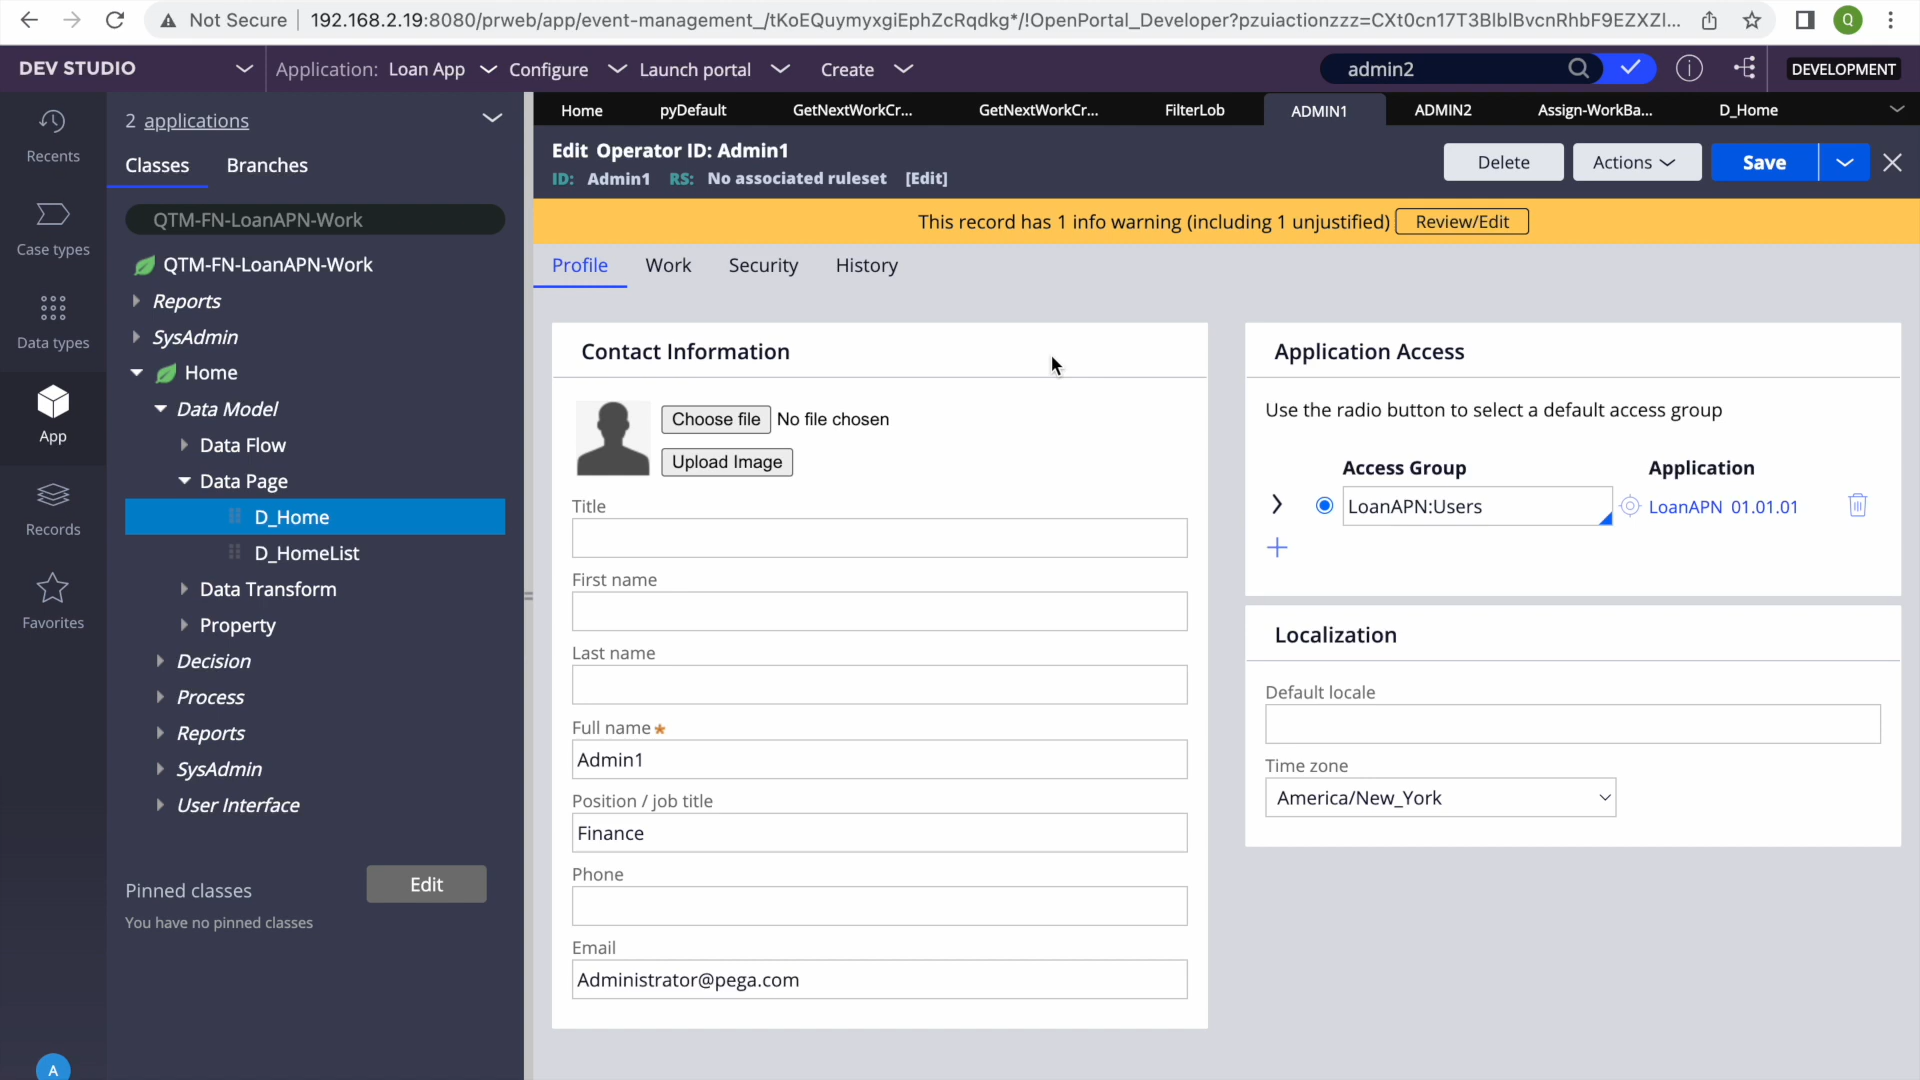 Not Secure 192.168.2.19:8080/prweb/app/event-management_/tKoEQuymyxgiEphZcRqdkg*/!OpenPortal_Developer?pzuiactionzzz=CXt0cn17T3BlblBvcnRhbF9EZXZI... Q
DEV STUDIO Application: Loan App Configure Launch portal Create admin2 DEVELOPMENT
Home pyDefault GetNextWorkCr... GetNextWorkCr... FilterLob ADMIN1 ADMIN2 Assign-WorkBa... D_Home
Recents
Case types
Data types
App
Records
Favorites
A
2 applications
Classes Branches
QTM-FN-LoanAPN-Work
QTM-FN-LoanAPN-Work
Reports
SysAdmin
Home
Data Model
Data Flow
Data Page
D_Home
D_HomeList
Data Transform
Property
Decision
Process
Reports
SysAdmin
User Interface
Pinned classes Edit
You have no pinned classes
Edit Operator ID: Admin1
ID: Admin1 RS: No associated ruleset [Edit]
Delete Actions Save
This record has 1 info warning (including 1 unjustified) Review/Edit
Profile Work Security History
Contact Information
Choose file No file chosen
Upload Image
Title
First name
Last name
Full name
Admin1
Position / job title
Finance
Phone
Email
Administrator@pega.com
Application Access
Use the radio button to select a default access group
Access Group Application
LoanAPN:Users LoanAPN 01.01.01
Localization
Default locale
Time zone
America/New_York